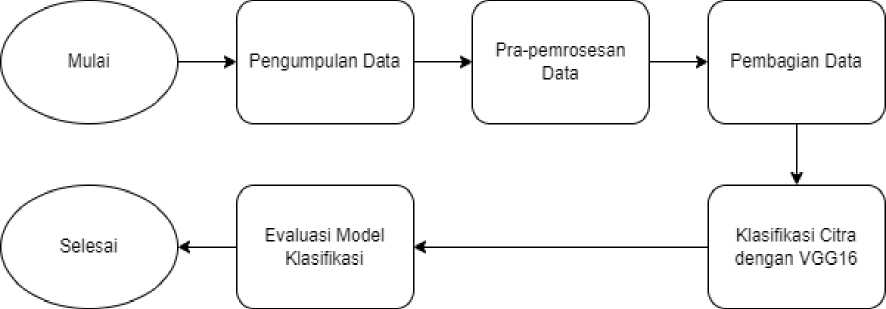 Mulai
Pengumpulan Data
Pra-pemrosesan
Data
Pembagian Data
Klasifikasi Citra
dengan VGG16
Evaluasi Model
Klasifikasi
Selesai